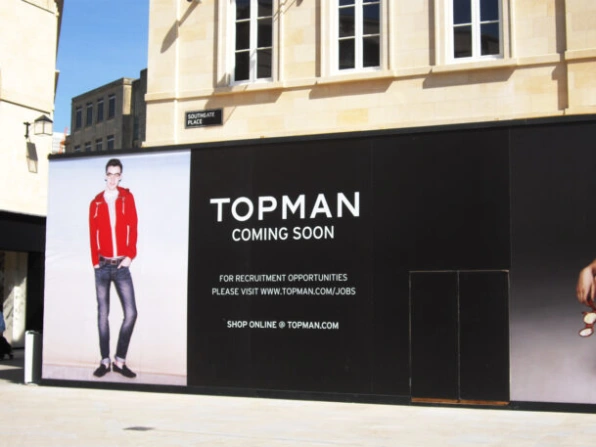 SOUTHGATE
PLACE
TOPMAN
COMING SOON
FOR RECRUITMENT OPPORTUNITIES
PLEASE VISIT WWW.TOPMAN.COM/JOBS
SHOP ONLINE @ TOPMAN.COM